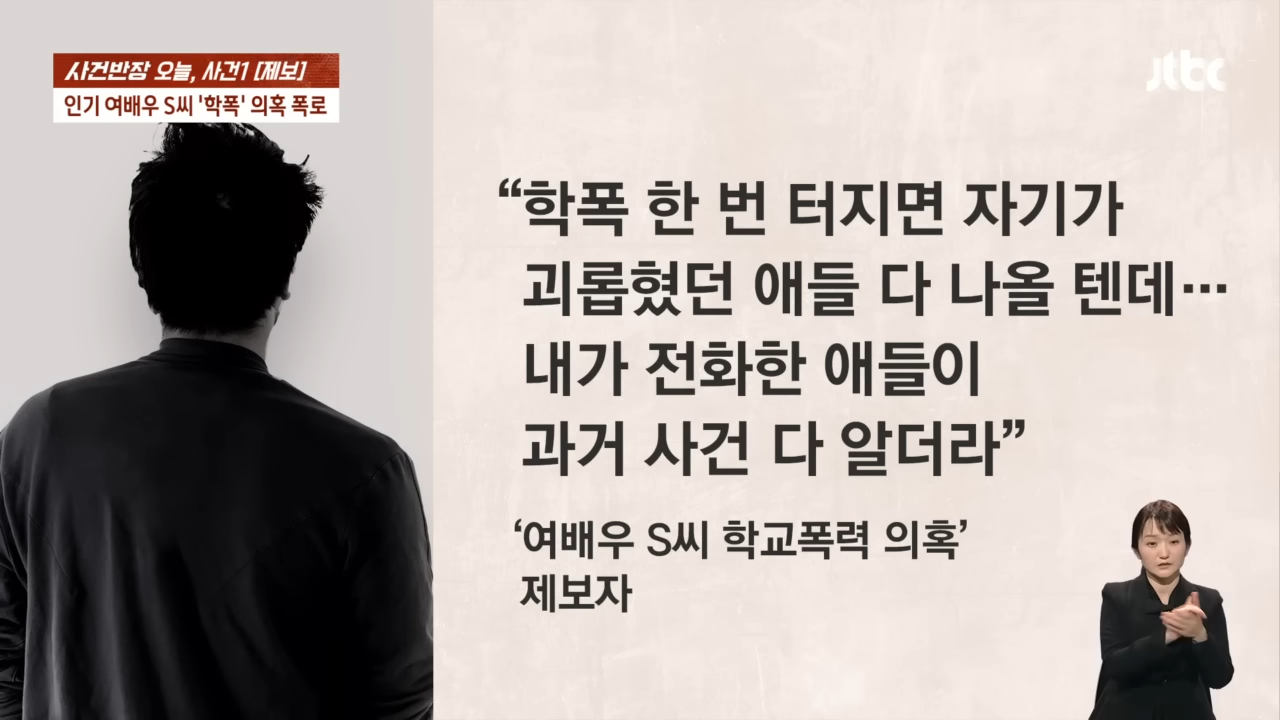 사건반장 오늘, 사건1 [제보]
인기 여배우 S씨 '학폭' 의혹 폭로
jtbc
“학폭 한 번 터지면 자기가
괴롭혔던 애들 다 나올 텐데…
내가 전화한 애들이
과거 사건 다 알더라”
‘여배우 S씨 학교폭력 의혹’
제보자